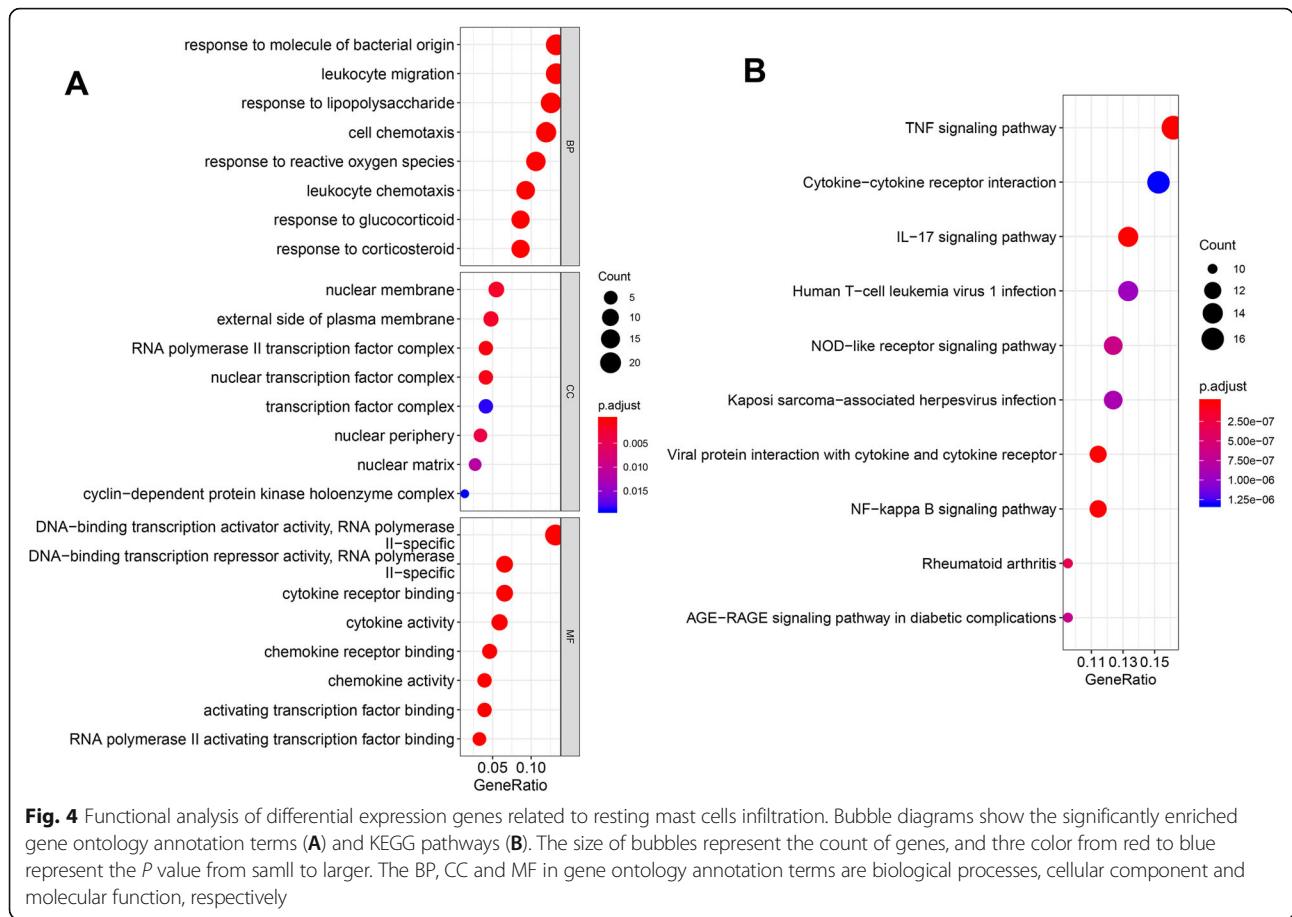 A
response to molecule of bacterial origin
leukocyte migration
response to lipopolysaccharide
cell chemotaxis
response to reactive oxygen species
leukocyte chemotaxis
response to glucocorticoid
response to corticosteroid
BP
nuclear membrane
external side of plasma membrane
RNA polymerase II transcription factor complex
nuclear transcription factor complex
transcription factor complex
nuclear periphery
nuclear matrix
cyclin−dependent protein kinase holoenzyme complex
CC
DNA−binding transcription activator activity, RNA polymerase
II−specific
DNA−binding transcription repressor activity, RNA polymerase
II−specific
cytokine receptor binding
cytokine activity
chemokine receptor binding
chemokine activity
activating transcription factor binding
RNA polymerase II activating transcription factor binding
MF
0.05 0.10
GeneRatio
Count
5
10
15
20
p.adjust
0.005
0.010
0.015
B
TNF signaling pathway
Cytokine−cytokine receptor interaction
IL−17 signaling pathway
Human T−cell leukemia virus 1 infection
NOD−like receptor signaling pathway
Kaposi sarcoma−associated herpesvirus infection
Viral protein interaction with cytokine and cytokine receptor
NF−kappa B signaling pathway
Rheumatoid arthritis
AGE−RAGE signaling pathway in diabetic complications
0.11 0.13 0.15
GeneRatio
Count
10
12
14
16
p.adjust
2.50e−07
5.00e−07
7.50e−07
1.00e−06
1.25e−06
Fig. 4 Functional analysis of differential expression genes related to resting mast cells infiltration. Bubble diagrams show the significantly enriched
gene ontology annotation terms (A) and KEGG pathways (B). The size of bubbles represent the count of genes, and thre color from red to blue
represent the P value from samll to larger. The BP, CC and MF in gene ontology annotation terms are biological processes, cellular component and
molecular function, respectively